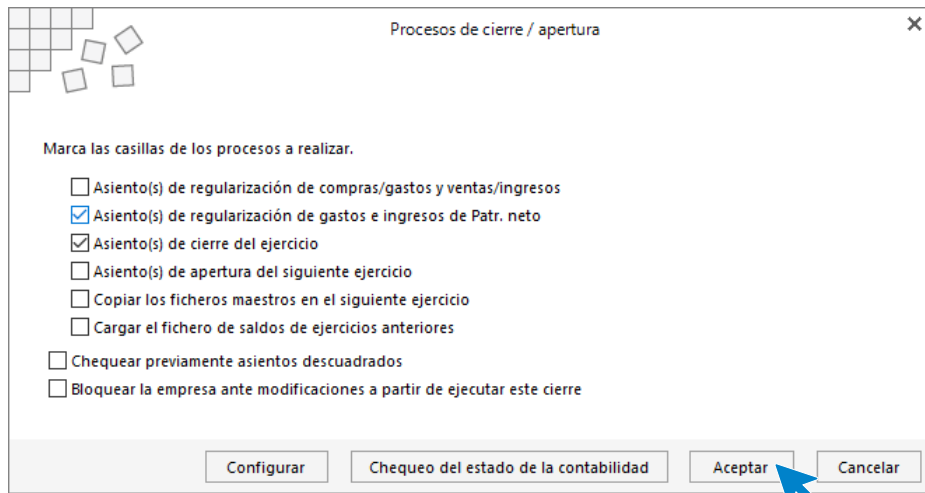 Procesos de cierre / apertura
Marca las casillas de los procesos a realizar.
Asiento(s) de regularización de compras/gastos y ventas/ingresos
Asiento(s) de regularización de gastos e ingresos de Patr. neto
Asiento(s) de cierre del ejercicio
Asiento(s) de apertura del siguiente ejercicio
Copiar los ficheros maestros en el siguiente ejercicio
Cargar el fichero de saldos de ejercicios anteriores
Chequear previamente asientos descuadrados
Bloquear la empresa ante modificaciones a partir de ejecutar este cierre
Configurar Chequeo del estado de la contabilidad Aceptar Cancelar